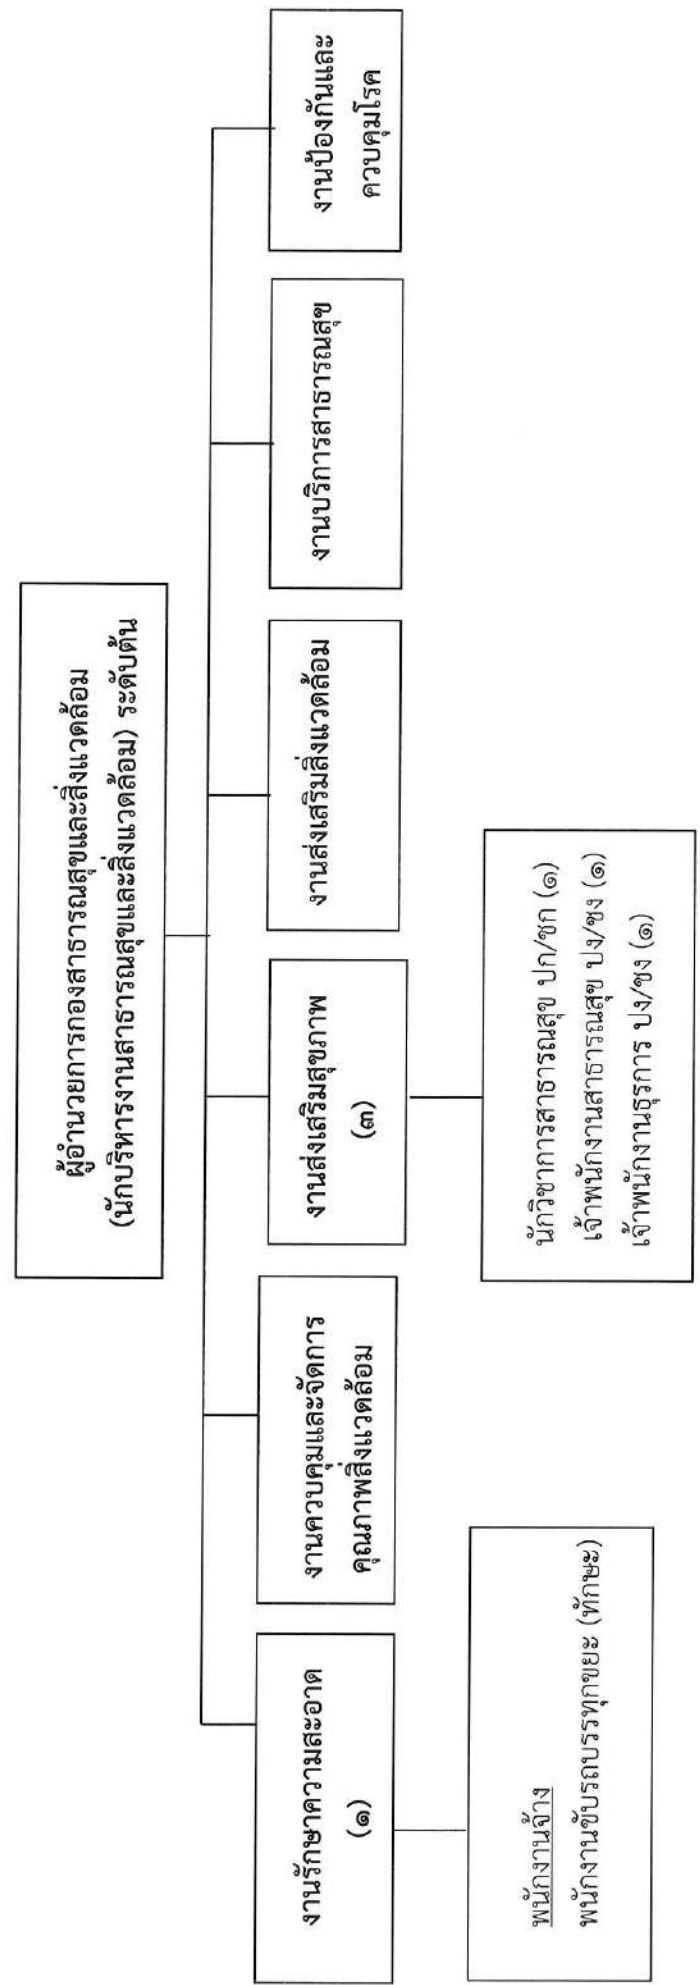 ผู้อำนวยการกองสาธารณสุขและสิ่งแวดล้อม
(นักบริหารงานสาธารณสุขและสิ่งแวดล้อม) ระดับต้น
งานรักษาความสะอาด
(๑)
งานควบคุมและจัดการ
คุณภาพสิ่งแวดล้อม
งานส่งเสริมสุขภาพ
(๓)
งานส่งเสริมสิ่งแวดล้อม
งานบริการสาธารณสุข
งานป้องกันและ
ควบคุมโรค
พนักงานจ้าง
พนักงานขับรถบรรทุกขยะ (ทักษะ)
นักวิชาการสาธารณสุข ปก/ชก (๑)
เจ้าพนักงานสาธารณสุข ปง/ชง (๑)
เจ้าพนักงานธุรการ ปง/ชง (๑)